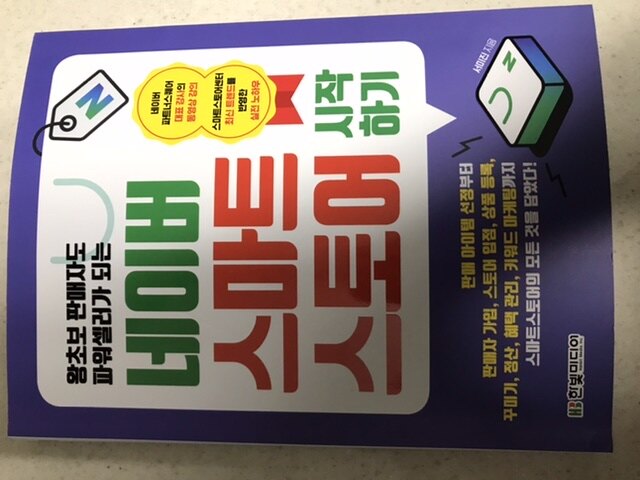 왕초보 판매자도
파워셀러가 되는
네이버
스마트
스토어
시작
하기
네이버
파트너스퀘어
대표 강사의
동영상 강의
스마트스토어센터
최신 트렌드를
반영한
실전 노하우
N
N
서미진 지음
판매 아이템 선정부터
판매자 가입, 스토어 입점, 상품 등록,
꾸미기, 정산, 혜택 관리, 키워드 마케팅까지
스마트스토어의 모든 것을 담았다!
HB 한빛미디어